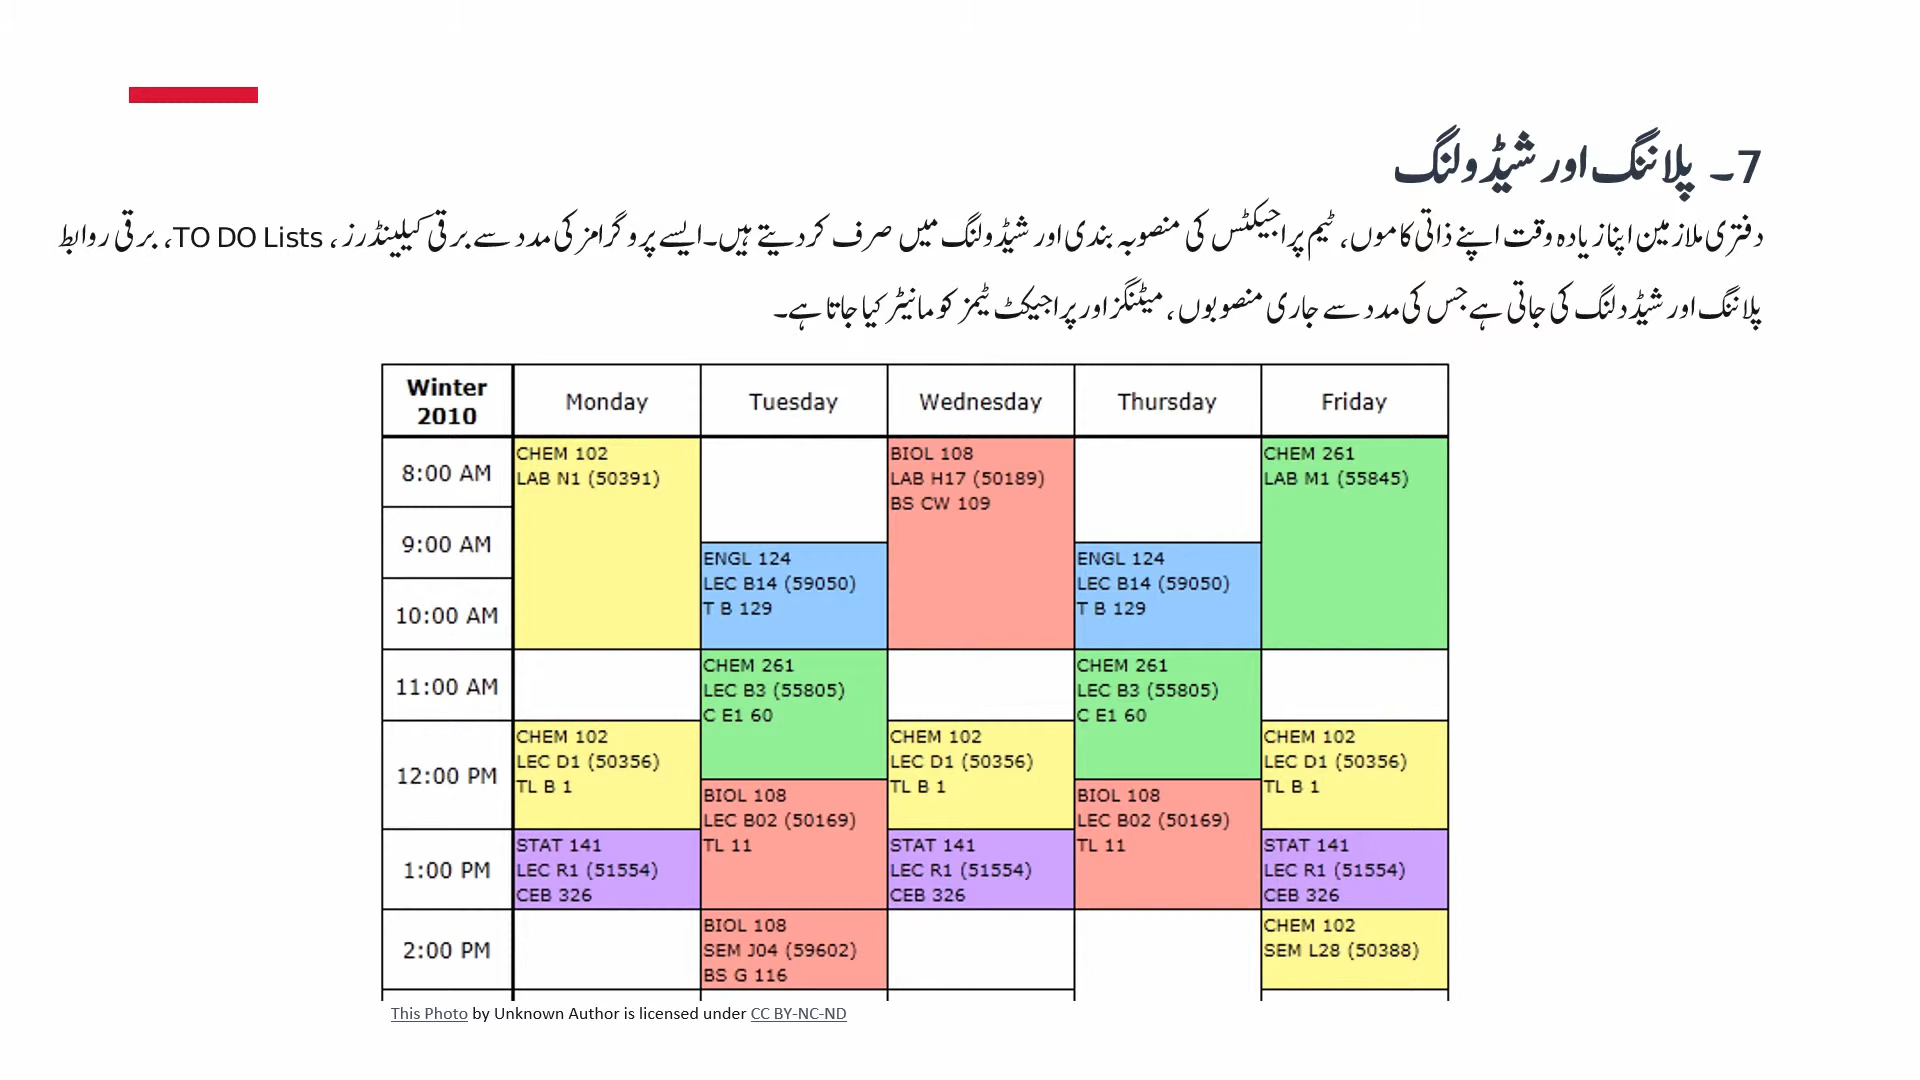 7۔ پلاننگ اور شیڈولنگ
دفتری ملازمین اپنا زیادہ وقت اپنے ذاتی کاموں، ٹیم پراجیکٹس کی منصوبہ بندی اور شیڈولنگ میں صرف کر دیتے ہیں۔ایسے پروگرامز کی مدد سے برقی کیلینڈرز ، TO DO Lists، برقی روابط
پلاننگ اور شیڈولنگ کی جاتی ہے جس کی مدد سے جاری منصوبوں ، میٹنگز اور پراجیکٹ ٹیمز کو مانیٹر کیا جاتا ہے۔
Winter
2010
Monday
Tuesday
Wednesday
Thursday
Friday
8:00 AM
CHEM 102
LAB N1 (50391)
BIOL 108
LAB H17 (50189)
BS CW 109
CHEM 261
LAB M1 (55845)
9:00 AM
ENGL 124
LEC B14 (59050)
T B 129
ENGL 124
LEC B14 (59050)
T B 129
10:00 AM
11:00 AM
CHEM 261
LEC B3 (55805)
C E1 60
CHEM 261
LEC B3 (55805)
C E1 60
12:00 PM
CHEM 102
LEC D1 (50356)
TL B 1
BIOL 108
LEC B02 (50169)
TL 11
CHEM 102
LEC D1 (50356)
TL B 1
BIOL 108
LEC B02 (50169)
TL 11
CHEM 102
LEC D1 (50356)
TL B 1
1:00 PM
STAT 141
LEC R1 (51554)
CEB 326
STAT 141
LEC R1 (51554)
CEB 326
STAT 141
LEC R1 (51554)
CEB 326
2:00 PM
BIOL 108
SEM J04 (59602)
BS G 116
CHEM 102
SEM L28 (50388)
This Photo by Unknown Author is licensed under CC BY-NC-ND